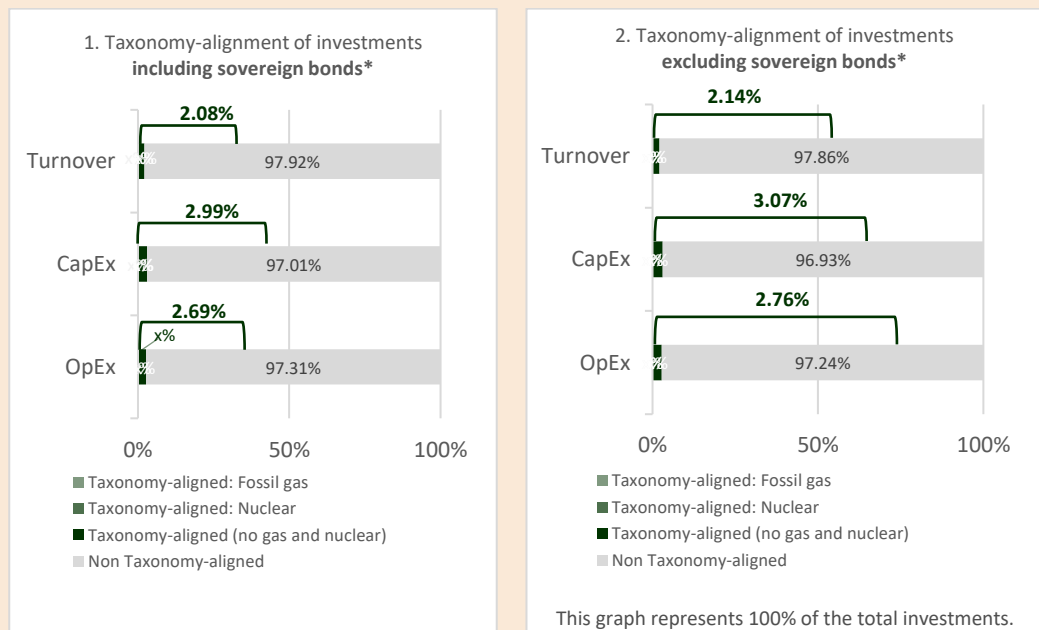 1. Taxonomy-alignment of investments
including sovereign bonds*
2.08%
Turnover
97.92%
2.99%
CapEx
97.01%
2.69%
x%
OpEx
97.31%
0%
50%
100%
Taxonomy-aligned: Fossil gas
Taxonomy-aligned: Nuclear
Taxonomy-aligned (no gas and nuclear)
Non Taxonomy-aligned
2. Taxonomy-alignment of investments
excluding sovereign bonds*
2.14%
Turnover
97.86%
3.07%
CapEx
96.93%
2.76%
OpEx
97.24%
0%
50%
100%
Taxonomy-aligned: Fossil gas
Taxonomy-aligned: Nuclear
Taxonomy-aligned (no gas and nuclear)
Non Taxonomy-aligned
This graph represents 100% of the total investments.